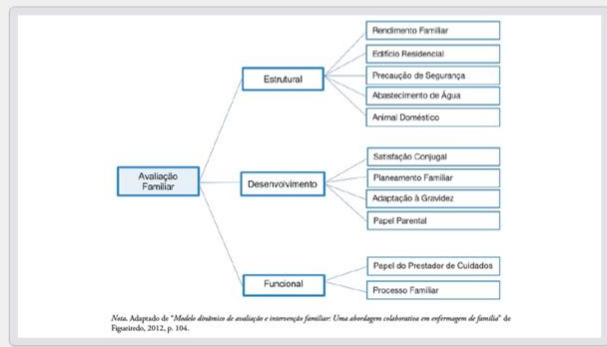 Rendimento Familiar
Edifício Residencial
Estrutural
Precaução de Segurança
Abastecimento de Água
Animal Doméstico
Avaliação
Familiar
Satisfação Conjugal
Planeamento Familiar
Desenvolvimento
Adaptação à Gravidez
Papel Parental
Papel do Prestador de Cuidados
Funcional
Processo Familiar
Nota. Adaptado de "Modelo dinâmico de avaliação e intervenção familiar: Uma abordagem colaborativa em enfermagem de família" de
Figueiredo, 2012, p. 104.